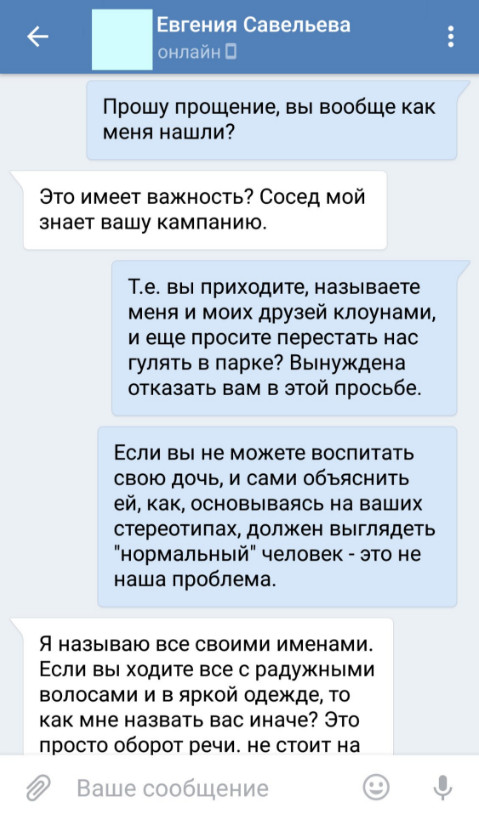 Евгения Савельева
онлайн
Прошу прощение, вы вообще как
меня нашли?
Это имеет важность? Сосед мой
знает вашу кампанию.
Т.е. вы приходите, называете
меня и моих друзей клоунами,
и еще просите перестать нас
гулять в парке? Вынуждена
отказать вам в этой просьбе.
Если вы не можете воспитать
свою дочь, и сами объяснить
ей, как, основываясь на ваших
стереотипах, должен выглядеть
"нормальный" человек - это не
наша проблема.
Я называю все своими именами.
Если вы ходите все с радужными
волосами и в яркой одежде, то
как мне назвать вас иначе? Это
просто оборот речи. не стоит на
Ваше сообщение